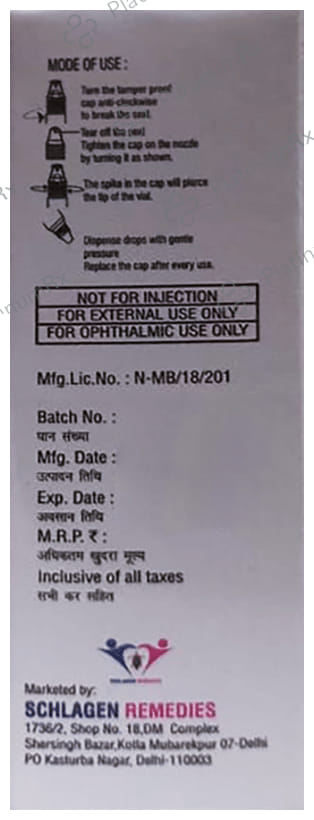 MODE OF USE :
Turn the tamper proof
cap anti-clockwise
to break the seal.
Tear off the seal
Tighten the cap on the nozzle
by turning it as shown.
The spike in the cap will pierce
the tip of the vial.
Dispense drops with gentle
pressure
Replace the cap after every use.
NOT FOR INJECTION
FOR EXTERNAL USE ONLY
FOR OPHTHALMIC USE ONLY
Mfg.Lic.No. : N-MB/18/201
Batch No. :
घान संख्या
Mfg. Date :
उत्पादन तिथि
Exp. Date :
अवसान तिथि
M.R.P. ₹ :
अधिकतम खुदरा मूल्य
Inclusive of all taxes
सभी कर सहित
SCHLAGEN REMEDIES
Marketed by:
SCHLAGEN REMEDIES
1736/2, Shop No. 18,DM Complex
Shersingh Bazar,Kotla Mubarekpur 07-Delhi
PO Kasturba Nagar, Delhi-110003